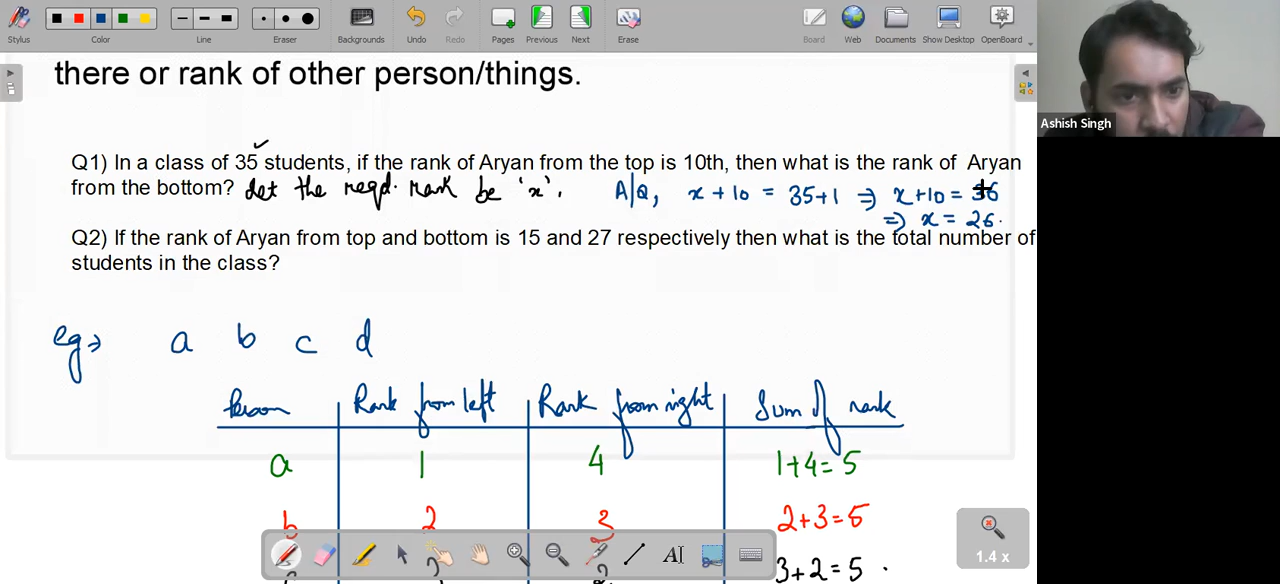 Stylus Color Line Eraser Backgrounds Undo Redo Pages Previous Next Erase Board Web Documents Show Desktop OpenBoard
there or rank of other person/things.
Ashish Singh
Q1) In a class of 35 students, if the rank of Aryan from the top is 10th, then what is the rank of Aryan
from the bottom? Let the reqd. rank be 'x'. A/Q, x + 10 = 35+1 ⇒ x+10 = 36
⇒ x = 26.
Q2) If the rank of Aryan from top and bottom is 15 and 27 respectively then what is the total number of
students in the class?
eg→ a b c d
Person Rank from left Rank from right Sum of rank
a 1 4 1+4=5
b 2 3 2+3=5
3+2=5
1.4 x